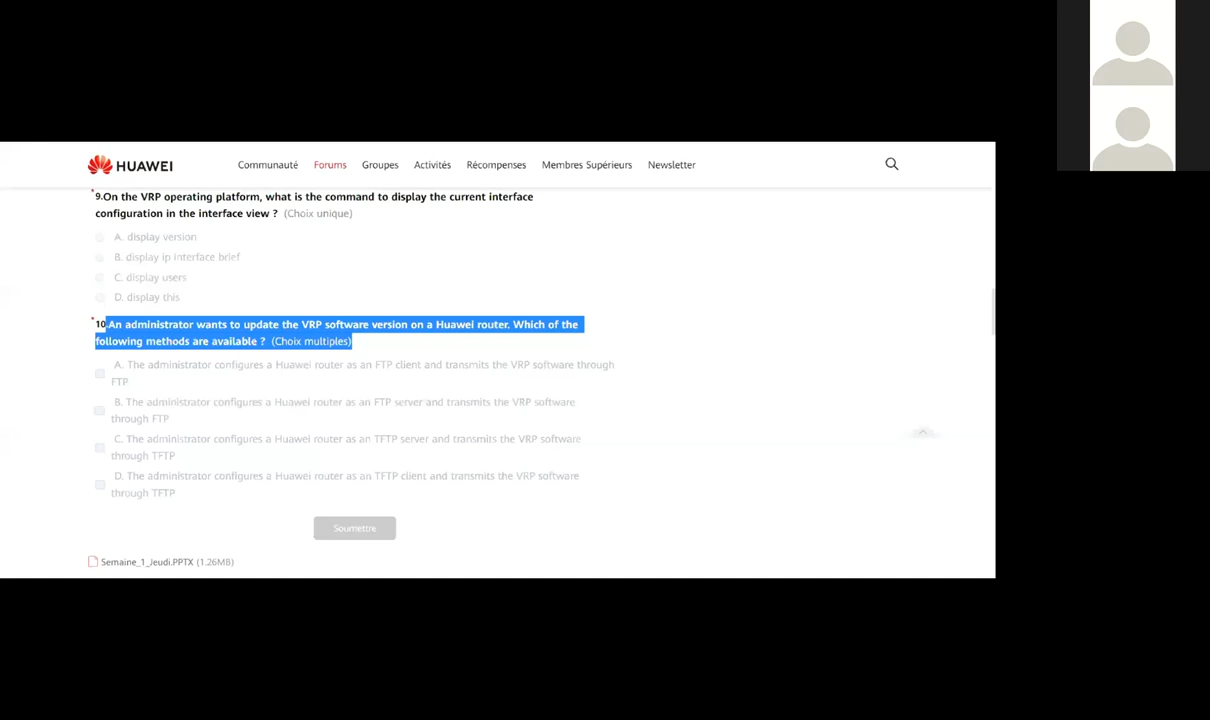 HUAWEI Communauté Forums Groupes Activités Récompenses Membres Supérieurs Newsletter
*9.On the VRP operating platform, what is the command to display the current interface
configuration in the interface view ? (Choix unique)
A. display version
B. display ip interface brief
C. display users
D. display this
*10 An administrator wants to update the VRP software version on a Huawei router. Which of the
following methods are available ? (Choix multiples)
A. The administrator configures a Huawei router as an FTP client and transmits the VRP software through
FTP
B. The administrator configures a Huawei router as an FTP server and transmits the VRP software
through FTP
C. The administrator configures a Huawei router as an TFTP server and transmits the VRP software
through TFTP
D. The administrator configures a Huawei router as an TFTP client and transmits the VRP software
through TFTP
Soumettre
Semaine_1_Jeudi.PPTX (1.26MB)